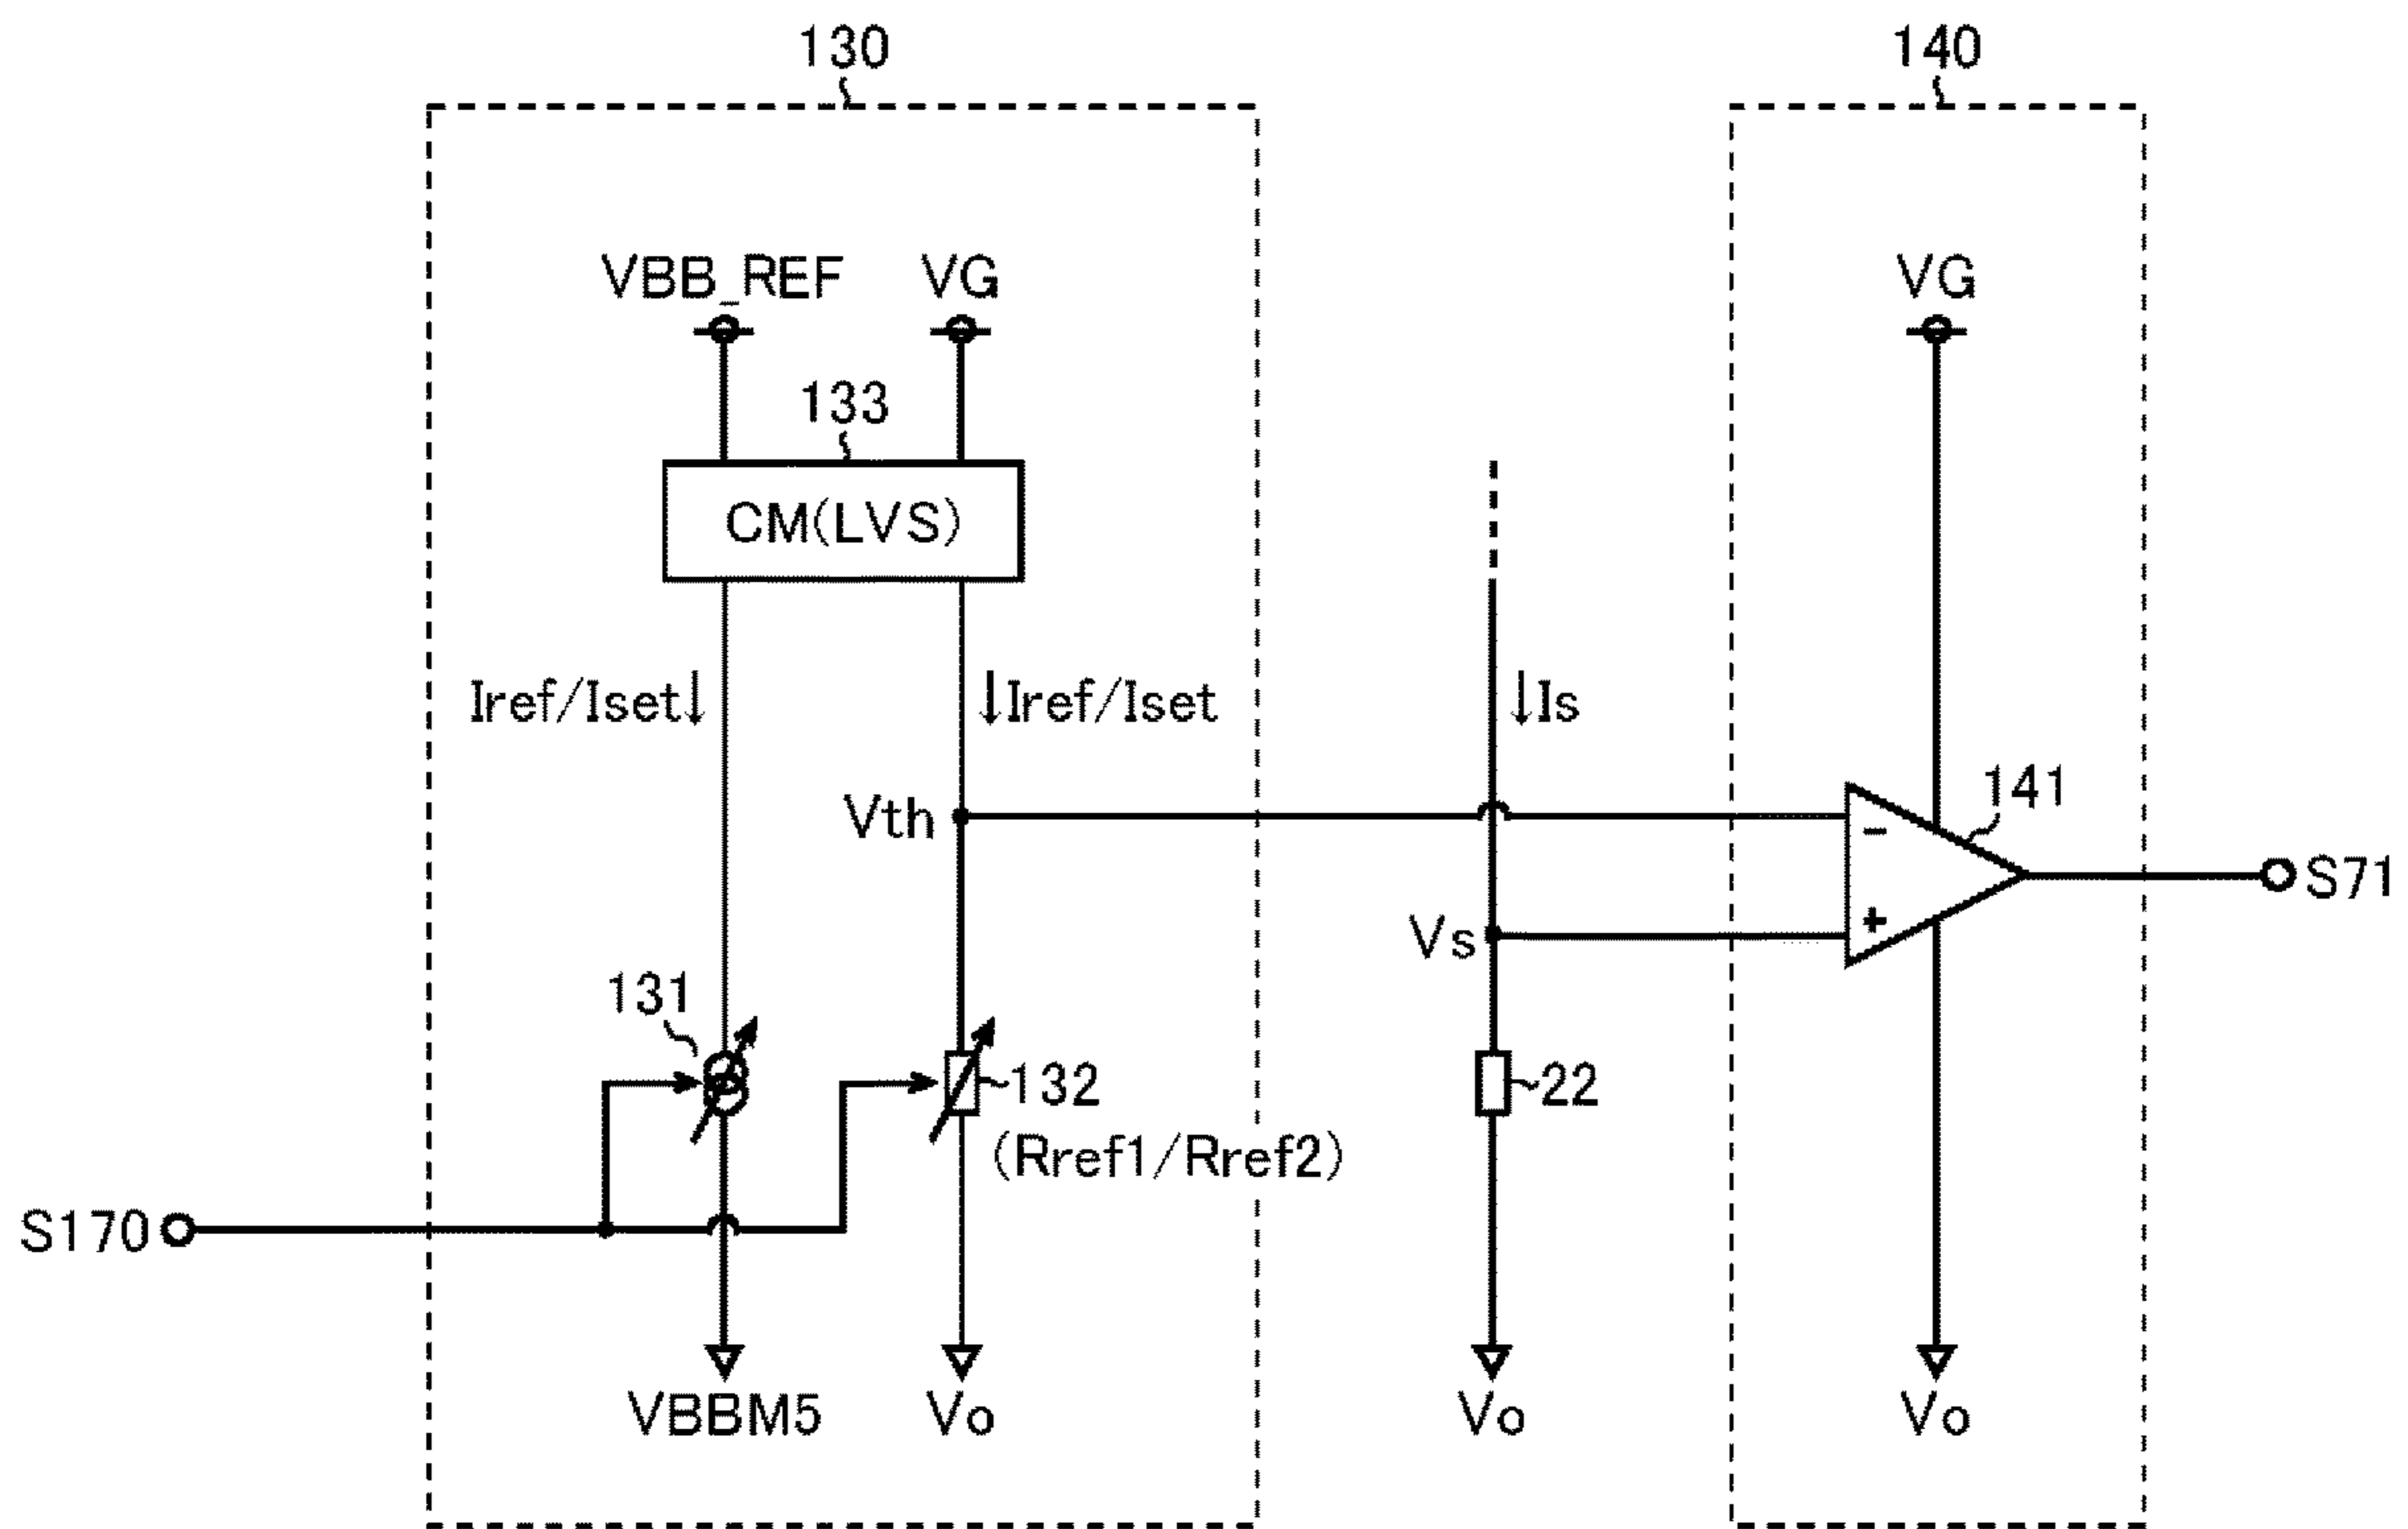 130
140
VBB_REF
VG
VG
133
CM(LVS)
Iref/Iset↓
↓Iref/Iset
↓Is
141
Vth
-
S71
+
Vs
131
132
22
(Rref1/Rref2)
S170
VBBM5
Vo
Vo
Vo